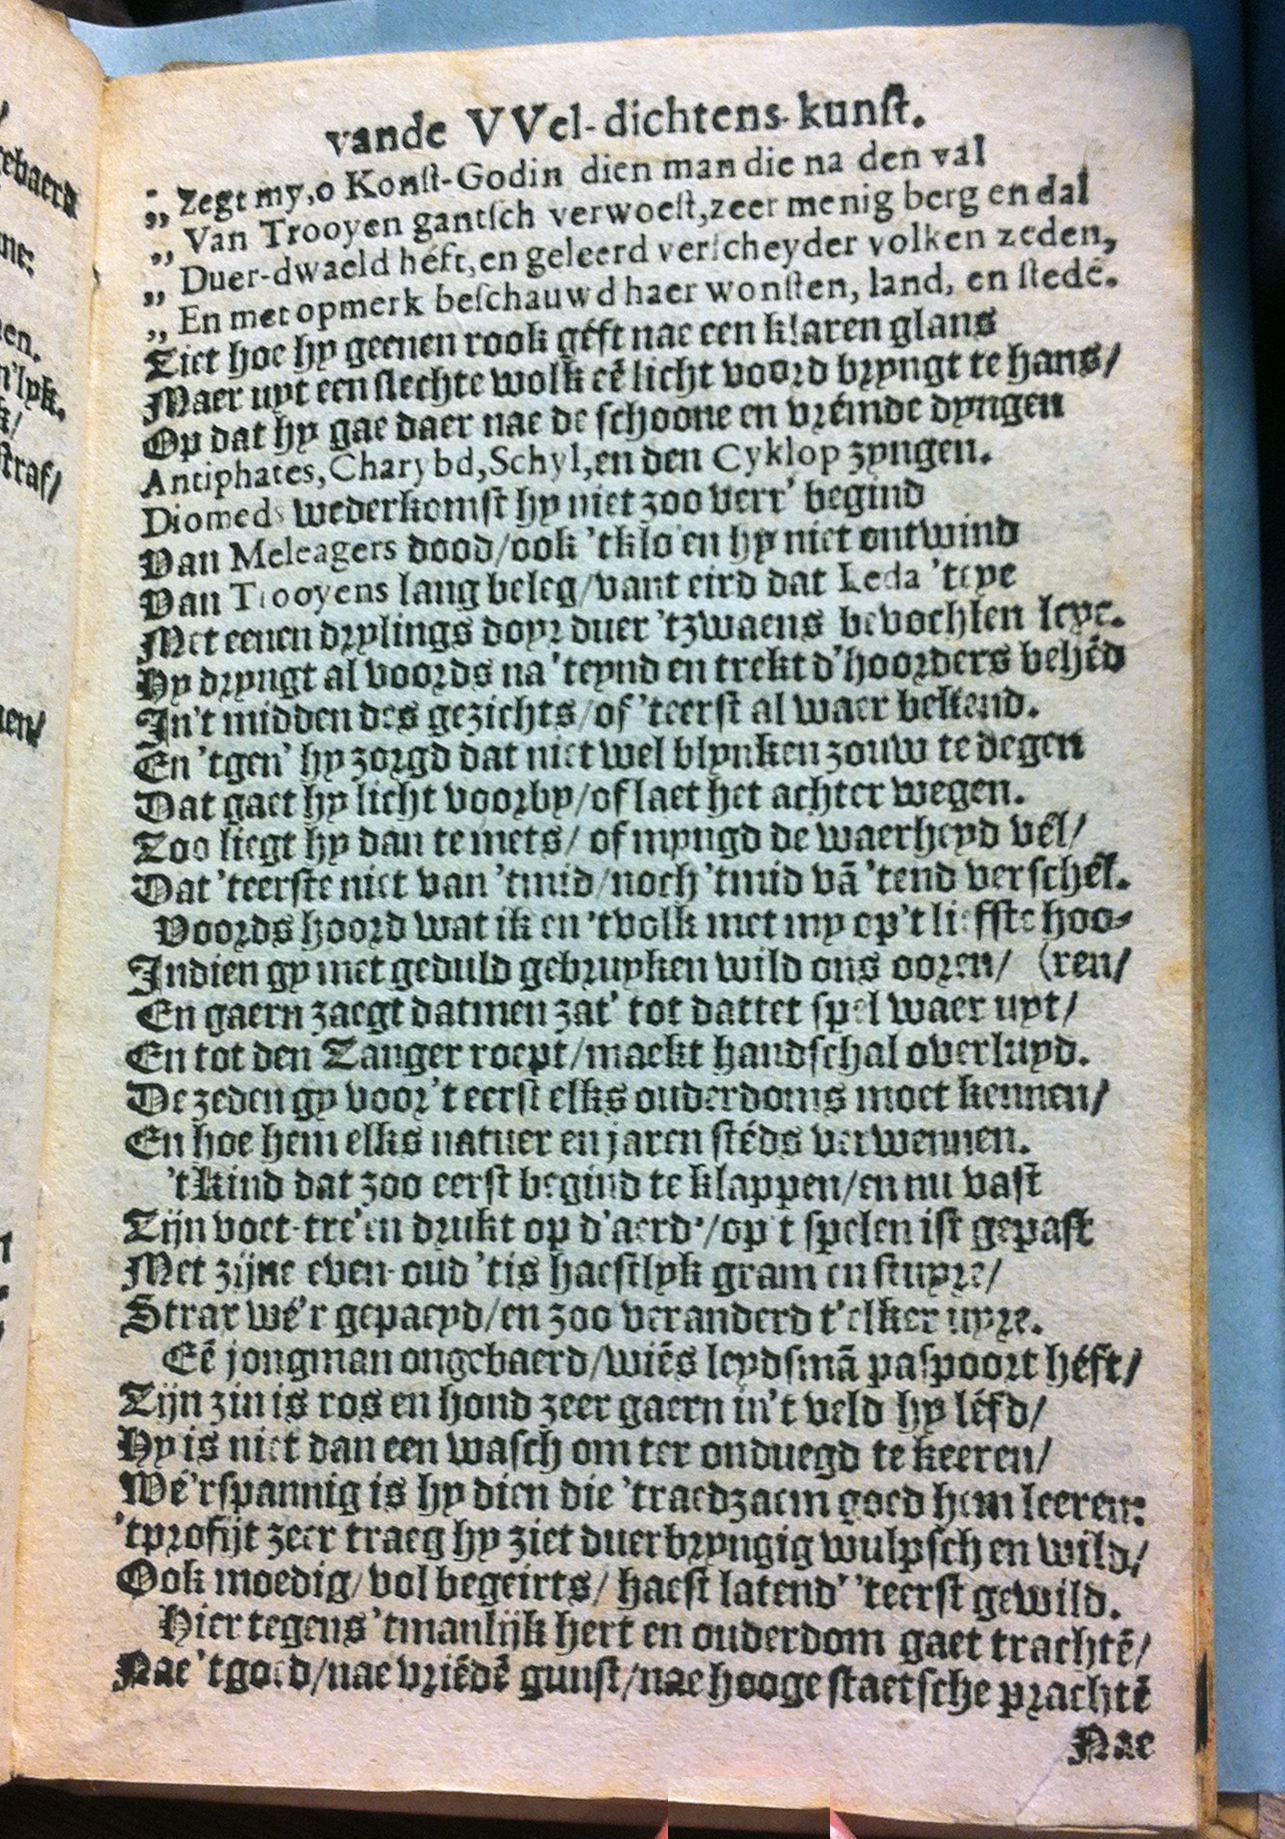 vande VVel-dichtens-kunst.
„ Zegt my, o Konst-Godin dien man die na den val
„ Van Trooyen gantsch verwoest, zeer menig berg en dal
„ Duer-dwaeld héft, en geleerd verscheyder volken zeden,
„ En met opmerk beschauwd haer wonsten, land, en stedē.
Ziet hoe hy geenen rook géft nae een klaren glans
Maer uyt een slechte wolk eē licht voord bryngt te hans/
Op dat hy gae daer nae de schoone en vrémde dyngen
Antiphates, Charybd, Schyl, en den Cyklop zyngen.
Diomeds wederkomst hy niet zoo verr' begind
Van Meleagers dood/ook 'tklo'en hy niet ontwind
Van Trooyens lang beleg/vant eird dat Leda 'teye
Met eenen drylings doyr duer 'tzwaens bevochten leye.
Hy dryngt al voords na 'teynd en trekt d'hoorders behēd
In't midden des gezichts/of 'teerst al waer bekend.
En 'tgen' hy zorgd dat niet wel blynken zouw te degen
Dat gaet hy licht voorby/of laet het achter wegen.
Zoo liegt hy dan te mets/ of myngd de waerheyd vél/
Dat 'teerste niet van 'tmid/noch 'tmid vā 'tend verschél.
Voords hoord wat ik en 'tvolk met my op't liefste hoo-
Indien gy met geduld gebruyken wild ons ooren/ (ren/
En gaern zaegt datmen zat' tot dattet spel waer uyt/
En tot den Zanger roept/maekt handschal overluyd.
De zeden gy voor't eerst elks ouderdoms moet kennen/
En hoe hem elks natuer en jaren stéds verwennen.
'tKind dat zoo eerst begind te klappen/en nu vast
Zijn voet-tre'en drukt op d'aerd'/op't spelen ist gepast
Met zijne even-oud 'tis haestlyk gram en stuyre/
Strax wé'r gepaeyd/en zoo veranderd t'elker uyre.
Eē jongman ongebaerd/wiēs leydsmā paspoort héft/
Zijn zin is ros en hond zeer gaern in't veld hy léfd/
Hy is niet dan een wasch om ter onduegd te keeren/
Wé'rspannig is hy dien die 'traedzaem goed hem leeren:
'tprofijt zeer traeg hy ziet duerbryngig wulpsch en wild/
Ook moedig/ vol begeirts/ haest latend' 'teerst gewild.
Hier tegens 'tmanlijk hert en ouderdom gaet trachtē/
Nae 'tgoed/nae vriēdē gunst/nae hooge staetsche prachtē
Nae